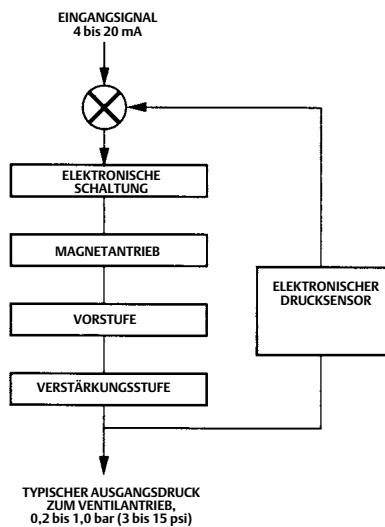 EINGANGSIGNAL
4 bis 20 mA
ELEKTRONISCHE
SCHALTUNG
MAGNETANTRIEB
VORSTUFE
VERSTÄRKUNGSSTUFE
ELEKTRONISCHER
DRUCKSENSOR
TYPISCHER AUSGANGSDRUCK
ZUM VENTILANTRIEB,
0,2 bis 1,0 bar (3 bis 15 psi)